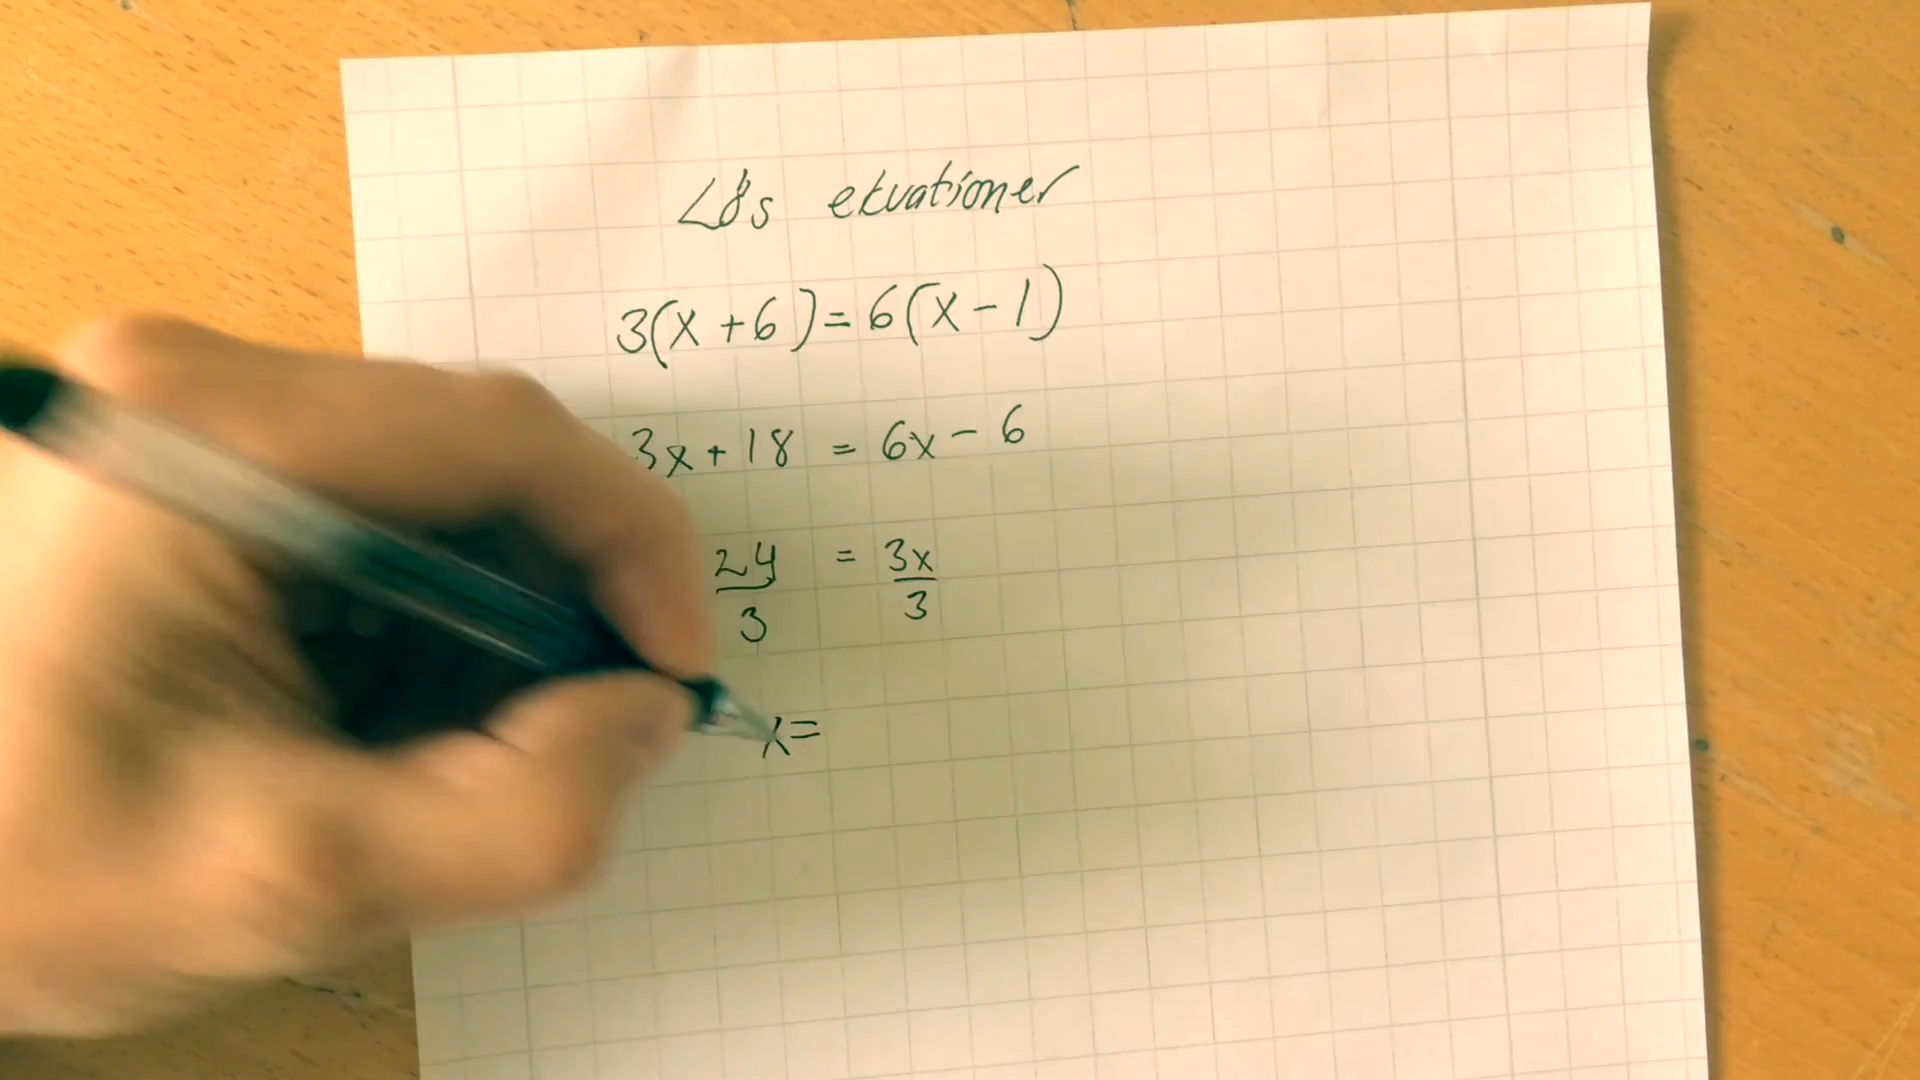 Lös ekvationer
3(x+6)=6(x-1)
3x+18 = 6x-6
24/3 = 3x/3
x=